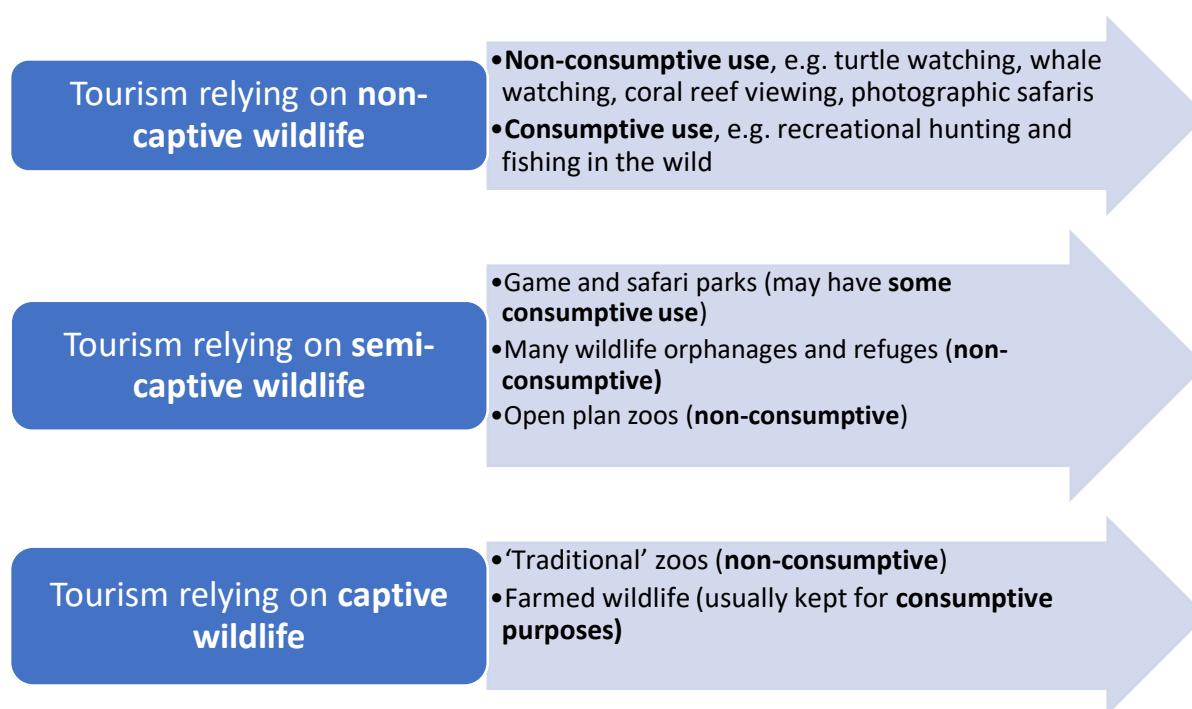 Tourism relying on non-
captive wildlife
•Non-consumptive use, e.g. turtle watching, whale
watching, coral reef viewing, photographic safaris
•Consumptive use, e.g. recreational hunting and
fishing in the wild
Tourism relying on semi-
captive wildlife
•Game and safari parks (may have some
consumptive use)
•Many wildlife orphanages and refuges (non-
consumptive)
•Open plan zoos (non-consumptive)
Tourism relying on captive
wildlife
•‘Traditional’ zoos (non-consumptive)
•Farmed wildlife (usually kept for consumptive
purposes)